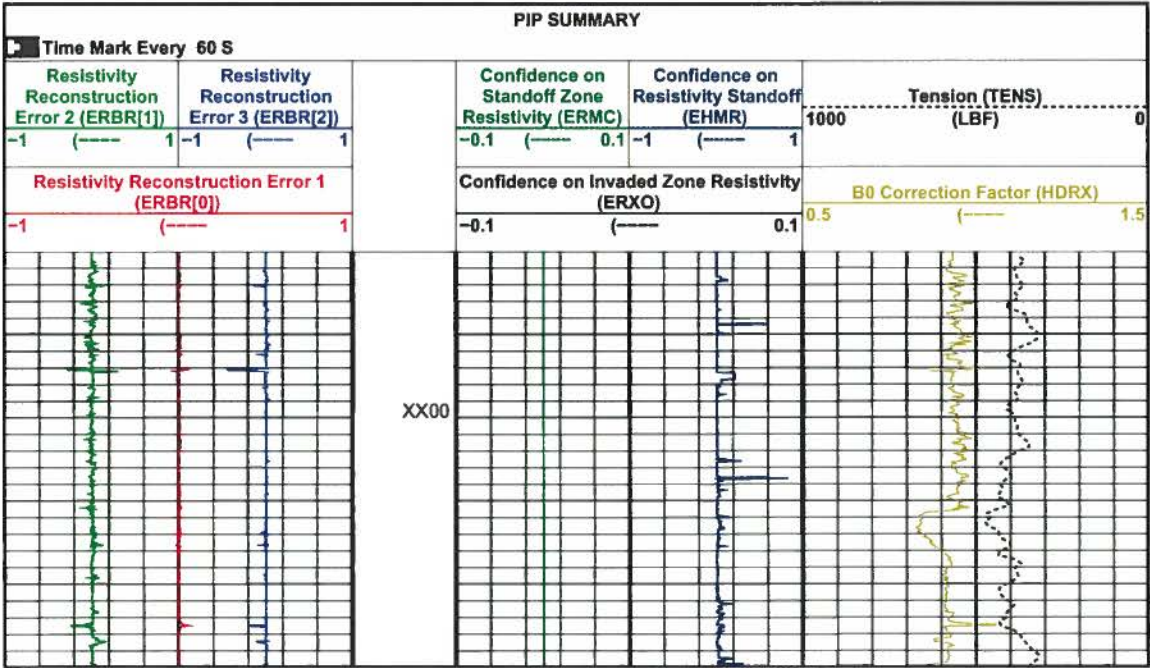 PIP SUMMARY
Time Mark Every 60 S
Resistivity
Reconstruction
Error 2 (ERBR[1])
−1 (---- 1
Resistivity
Reconstruction
Error 3 (ERBR[2])
−1 (---- 1
Confidence on
Standoff Zone
Resistivity (ERMC)
−0.1 (---- 0.1
Confidence on
Resistivity Standoff
(EHMR)
−1 (---- 1
Tension (TENS)
1000 (LBF) 0
Resistivity Reconstruction Error 1
(ERBR[0])
−1 (---- 1
Confidence on Invaded Zone Resistivity
(ERXO)
−0.1 (---- 0.1
B0 Correction Factor (HDRX)
0.5 (---- 1.5
XX00